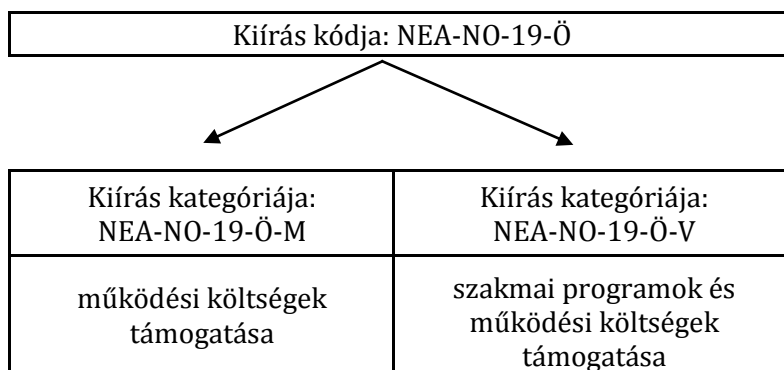 Kiírás kódja: NEA-NO-19-Ö
Kiírás kategóriája:
NEA-NO-19-Ö-M
Kiírás kategóriája:
NEA-NO-19-Ö-V
működési költségek
támogatása
szakmai programok és
működési költségek
támogatása